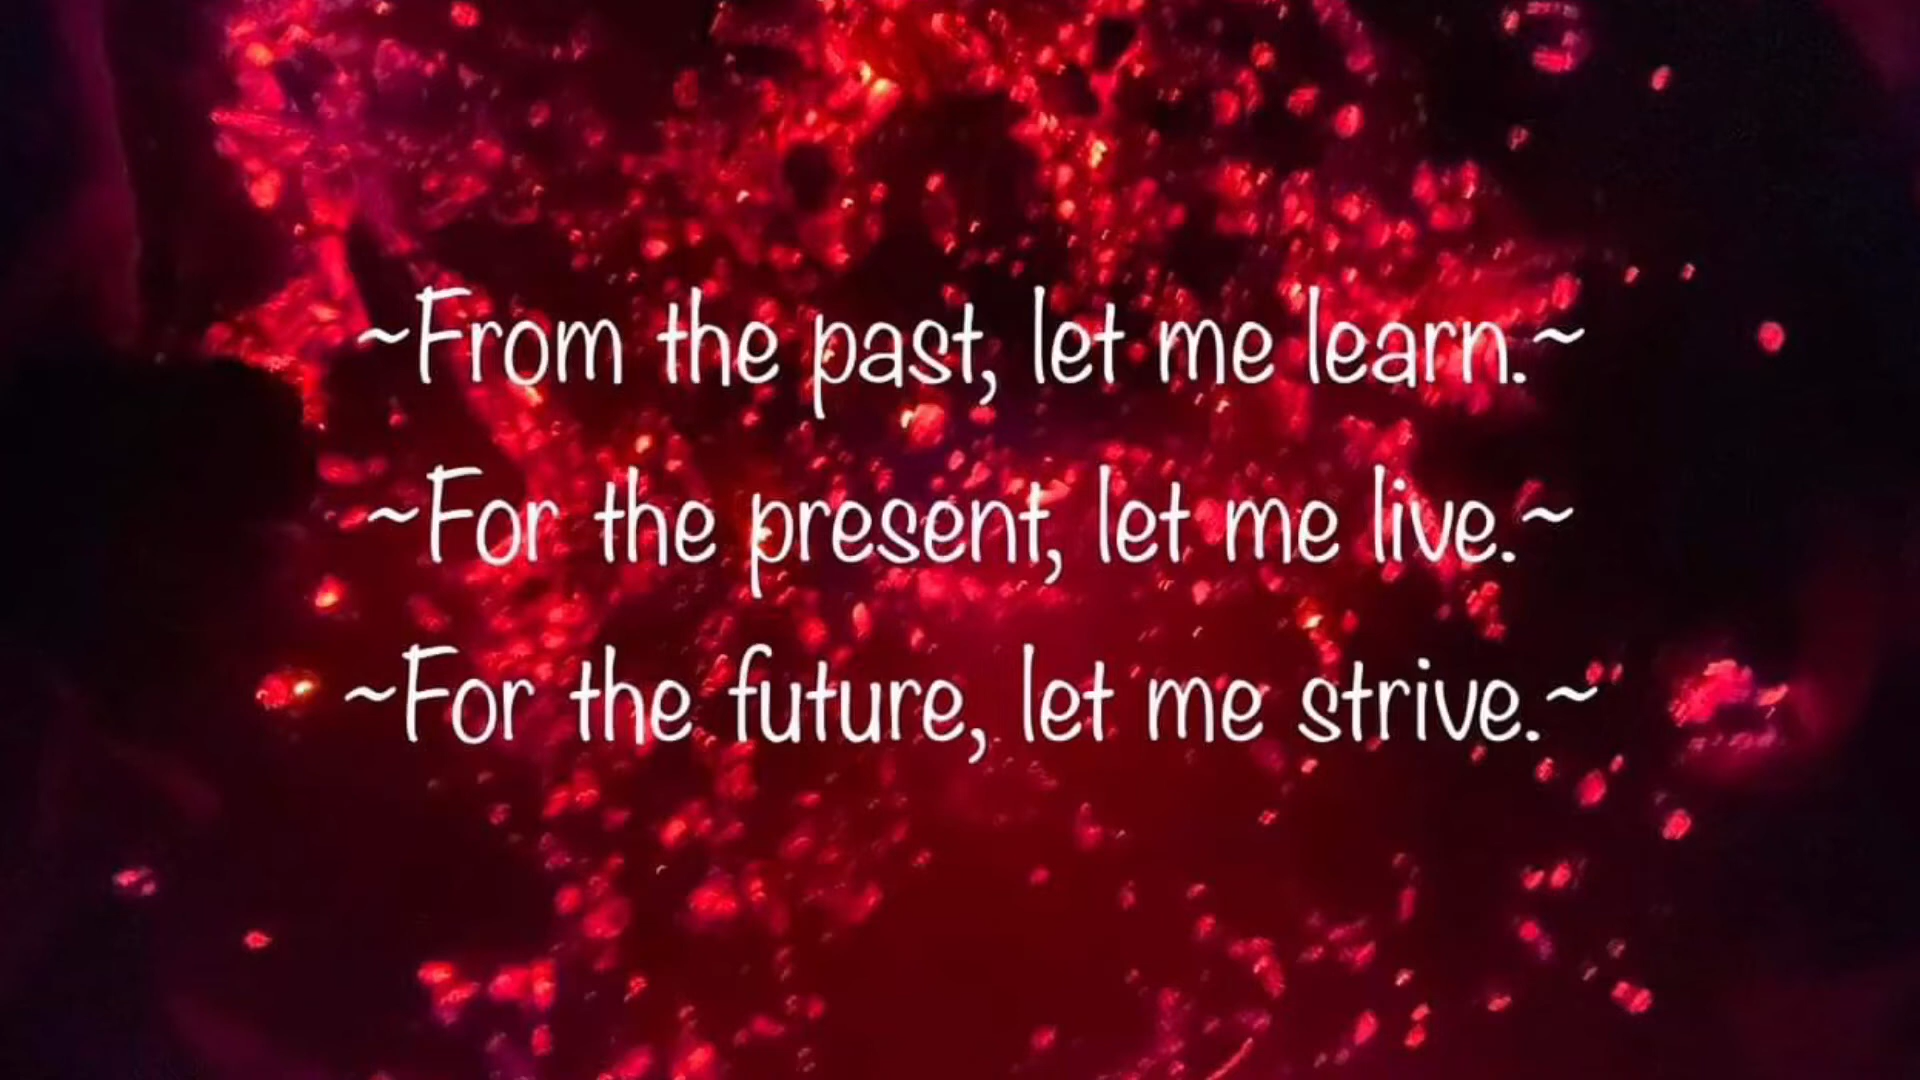 ~From the past, let me learn.~
~For the present, let me live.~
~For the future, let me strive.~